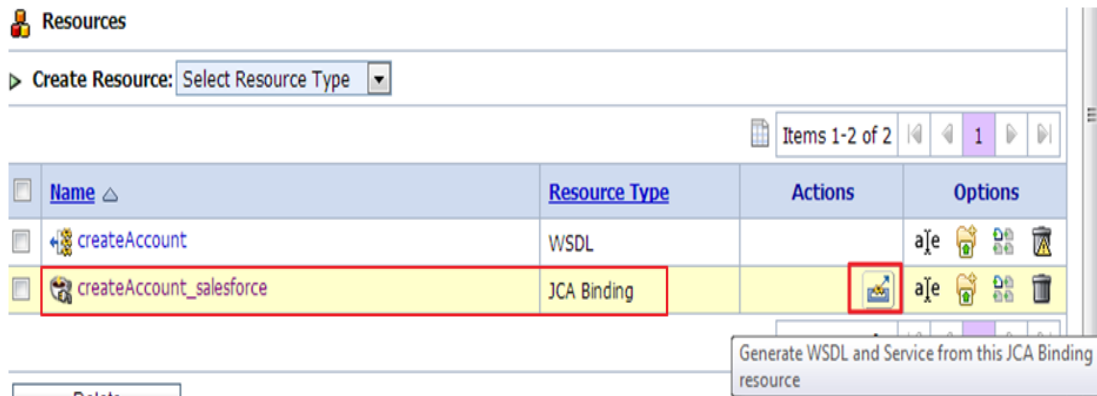 Resources
Create Resource: Select Resource Type
Items 1-2 of 2 1
Name Resource Type Actions Options
createAccount WSDL
createAccount_salesforce JCA Binding
Generate WSDL and Service from this JCA Binding
resource